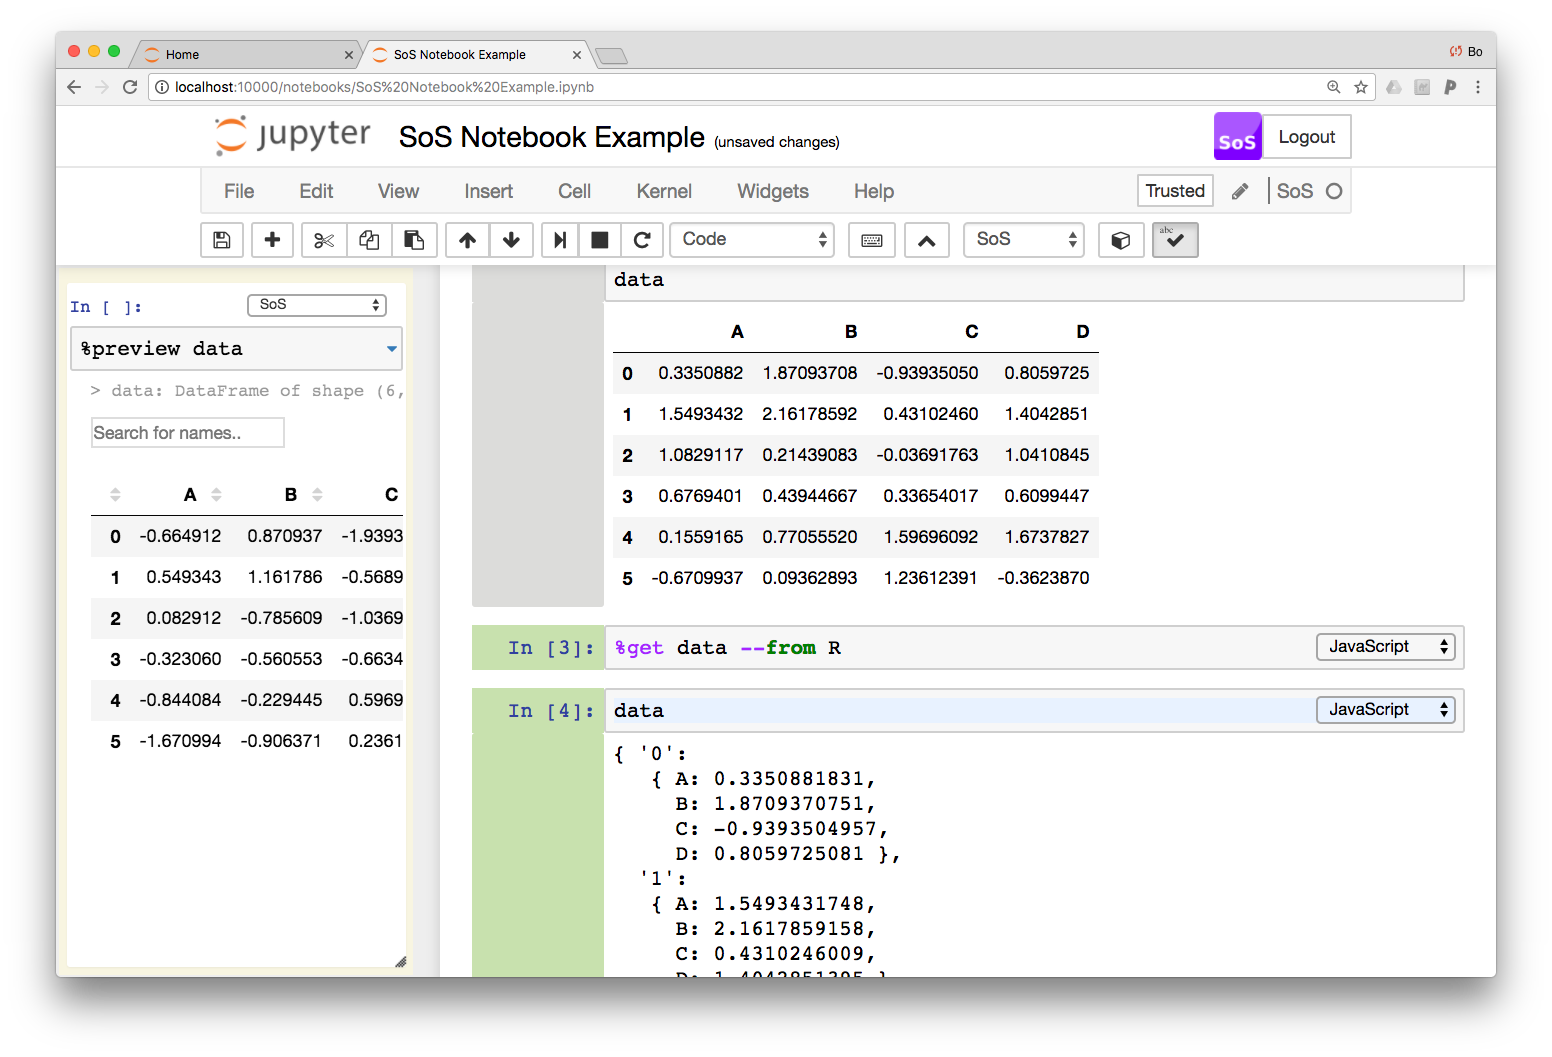 Home
SoS Notebook Example
Bo
localhost:10000/notebooks/SoS%20Notebook%20Example.ipynb
jupyter
SoS Notebook Example (unsaved changes)
SoS
Logout
File Edit View Insert Cell Kernel Widgets Help
Trusted
SoS
Code
SoS
abc
In [ ]:
SoS
%preview data
> data: DataFrame of shape (6,
Search for names..
A B C
0 -0.664912 0.870937 -1.9393
1 0.549343 1.161786 -0.5689
2 0.082912 -0.785609 -1.0369
3 -0.323060 -0.560553 -0.6634
4 -0.844084 -0.229445 0.5969
5 -1.670994 -0.906371 0.2361
data
A B C D
0 0.3350882 1.87093708 -0.93935050 0.8059725
1 1.5493432 2.16178592 0.43102460 1.4042851
2 1.0829117 0.21439083 -0.03691763 1.0410845
3 0.6769401 0.43944667 0.33654017 0.6099447
4 0.1559165 0.77055520 1.59696092 1.6737827
5 -0.6709937 0.09362893 1.23612391 -0.3623870
In [3]: %get data --from R
JavaScript
In [4]: data
JavaScript
{ '0':
{ A: 0.3350881831,
B: 1.8709370751,
C: -0.9393504957,
D: 0.8059725081 },
'1':
{ A: 1.5493431748,
B: 2.1617859158,
C: 0.4310246009,